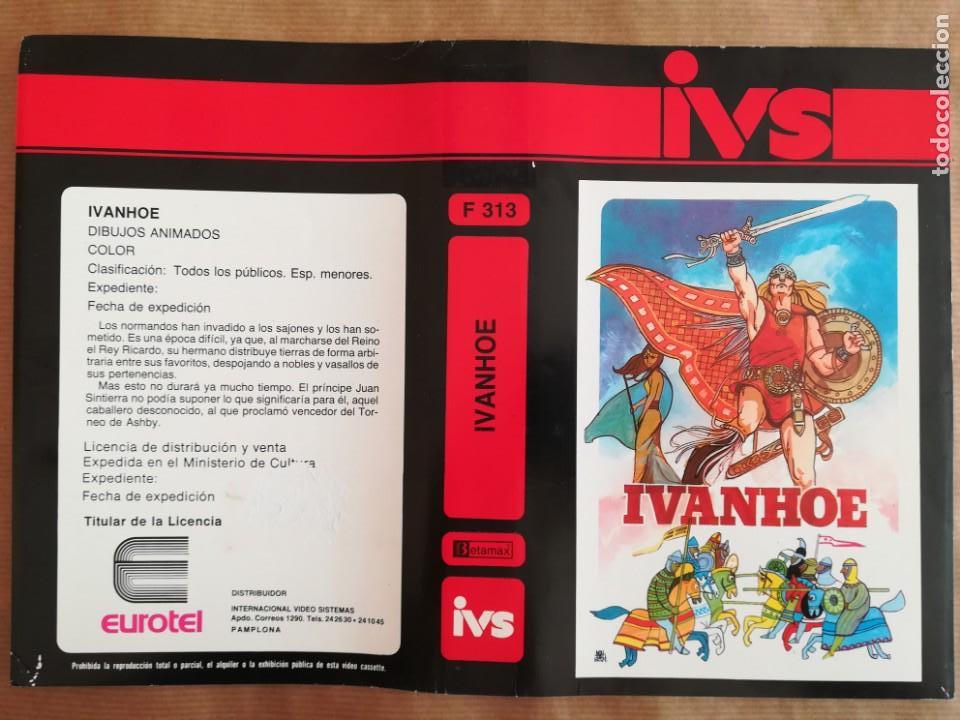 ivs
IVANHOE
DIBUJOS ANIMADOS
COLOR
Clasificación: Todos los públicos. Esp. menores.
Expediente:
Fecha de expedición
Los normandos han invadido a los sajones y los han so-
metido. Es una época difícil, ya que, al marcharse del Reino
el Rey Ricardo, su hermano distribuye tierras de forma arbi-
traria entre sus favoritos, despojando a nobles y vasallos de
sus pertenencias.
Mas esto no durará ya mucho tiempo. El príncipe Juan
Sintierra no podía suponer lo que significaría para él, aquel
caballero desconocido, al que proclamó vencedor del Tor-
neo de Ashby.
Licencia de distribución y venta
Expedida en el Ministerio de Cultura
Expediente:
Fecha de expedición
Titular de la Licencia
eurotel
DISTRIBUIDOR
INTERNACIONAL VIDEO SISTEMAS
Apdo. Correos 1290. Tels. 242630 - 241045
PAMPLONA
Prohibida la reproducción total o parcial, el alquiler o la exhibición pública de esta video cassette.
F 313
IVANHOE
Betamax
ivs
IVANHOE
todocoleccion